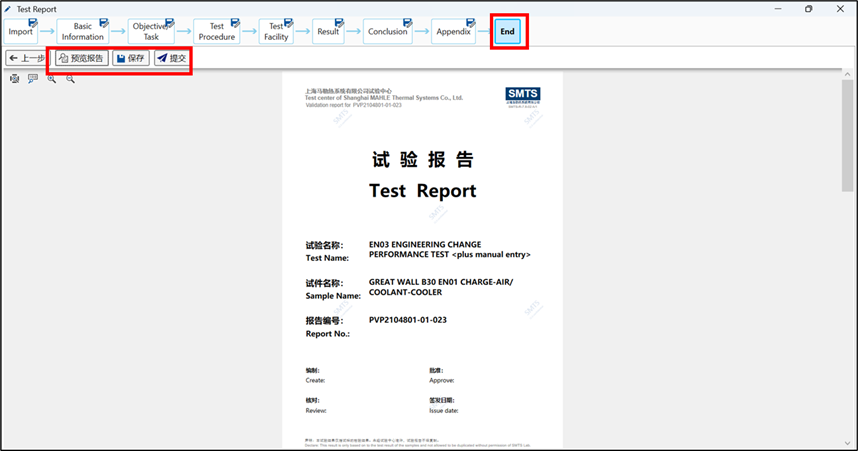 Test Report
Import
Basic
Information
Objective,
Task
Test
Procedure
Test
Facility
Result
Conclusion
Appendix
End
上一步
预览报告
保存
提交
上海马勒热系统有限公司试验中心
Test center of Shanghai MAHLE Thermal Systems Co., Ltd.
Validation report for PVP2104801-01-023
SMTS
试 验 报 告
Test Report
试验名称:
Test Name:
EN03 ENGINEERING CHANGE
PERFORMANCE TEST <plus manual entry>
试件名称:
Sample Name:
GREAT WALL B30 EN01 CHARGE-AIR/
COOLANT-COOLER
报告编号:
Report No.:
PVP2104801-01-023
编制:
Create:
批准:
Approve:
核对:
Review:
签发日期:
Issue date:
SMTS
SMTS
SMTS
SMTS
SMTS